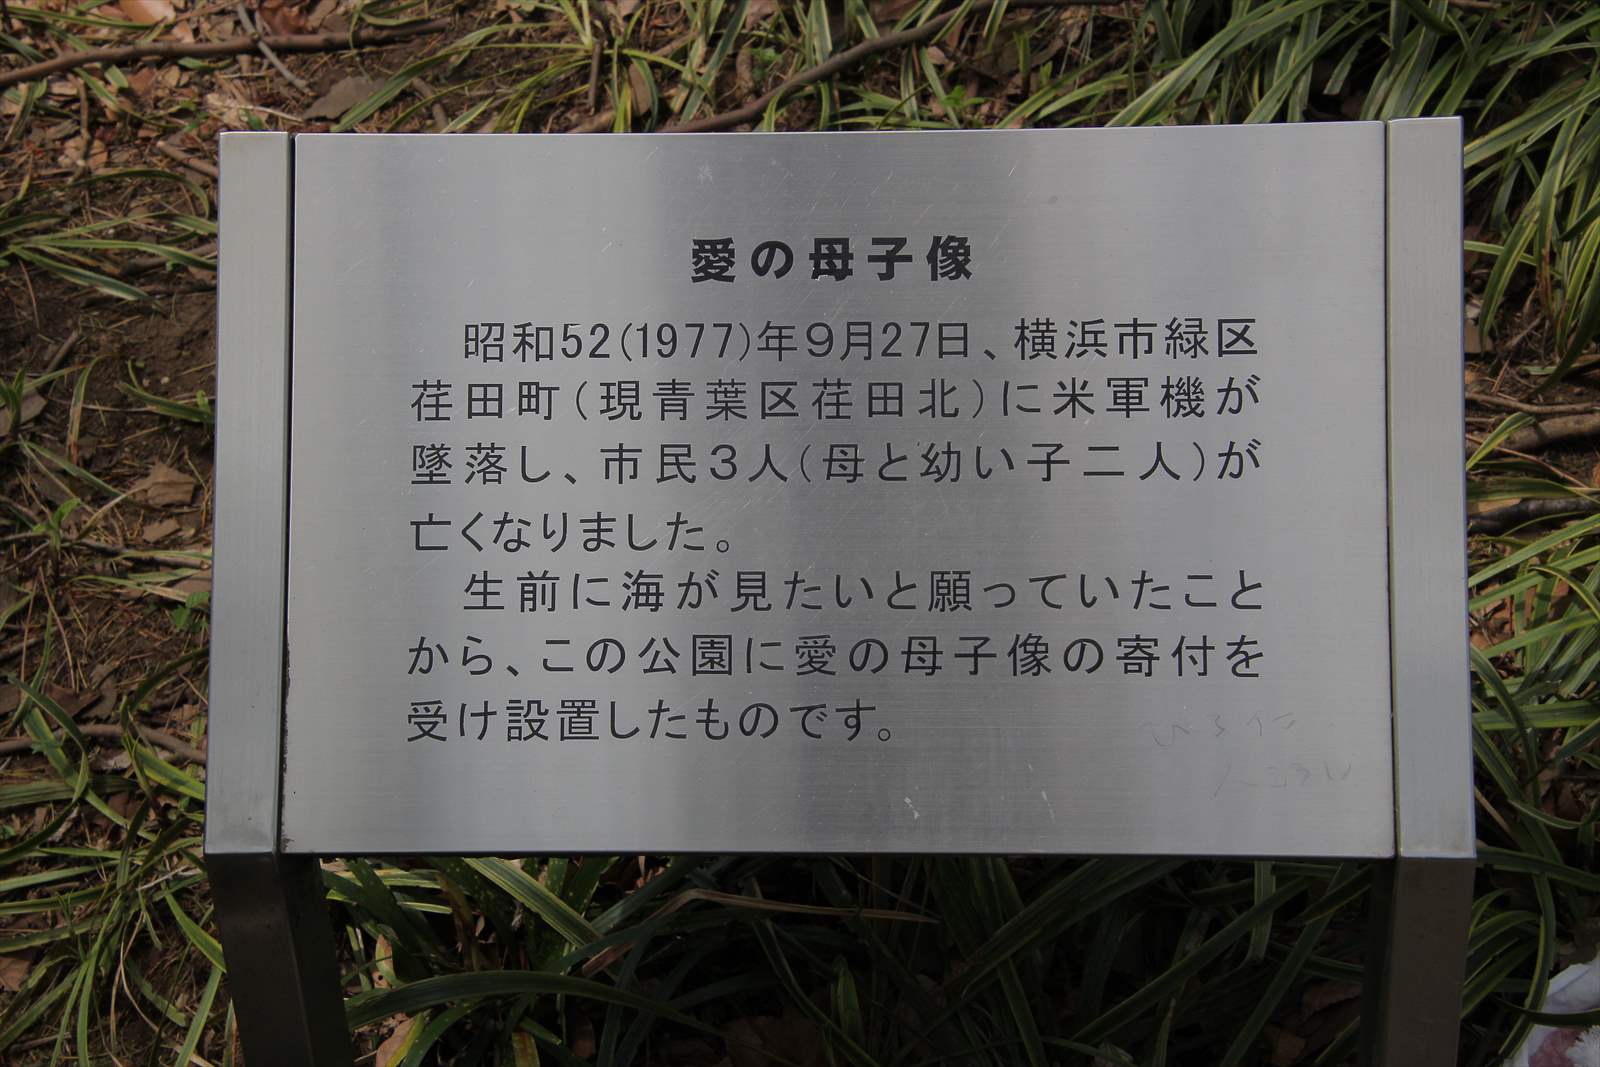 愛の母子像
昭和52(1977)年９月27日、横浜市緑区
荏田町(現青葉区荏田北)に米軍機が
墜落し、市民３人(母と幼い子二人)が
亡くなりました。
生前に海が見たいと願っていたこと
から、この公園に愛の母子像の寄付を
受け設置したものです。